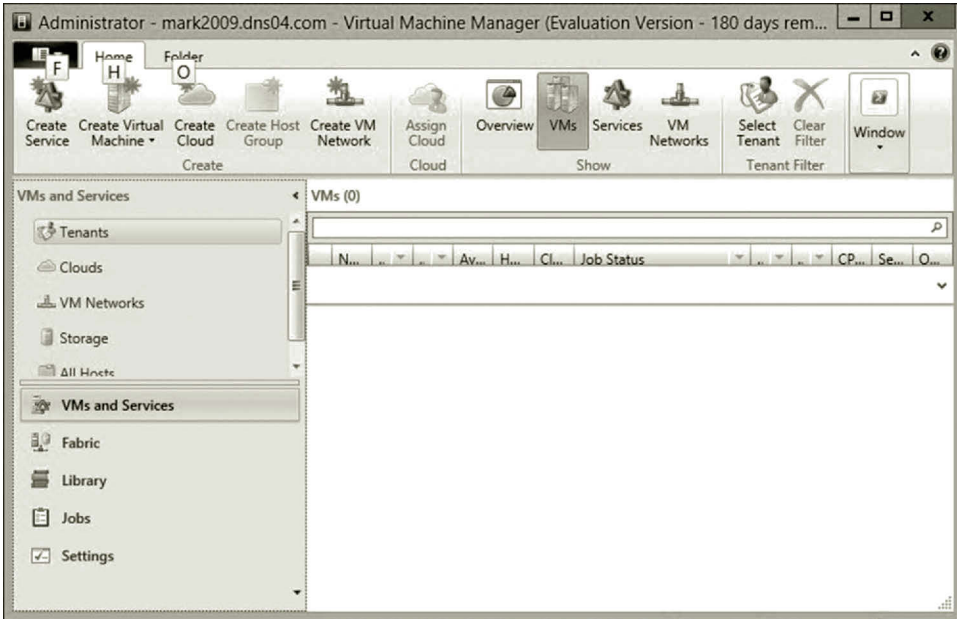 Administrator - mark2009.dns04.com - Virtual Machine Manager (Evaluation Version - 180 days rem...
Home Folder
F H O
Create Service
Create Virtual Machine
Create Cloud
Create Host Group
Create VM Network
Assign Cloud
Overview
VMs
Services
VM Networks
Select Tenant
Clear Filter
Window
Create Cloud Show Tenant Filter
VMs and Services
VMs (0)
Tenants
N... .. .. Av... H... Cl... Job Status .. .. CP... Se... O...
Clouds
VM Networks
Storage
All Hosts
VMs and Services
Fabric
Library
Jobs
Settings